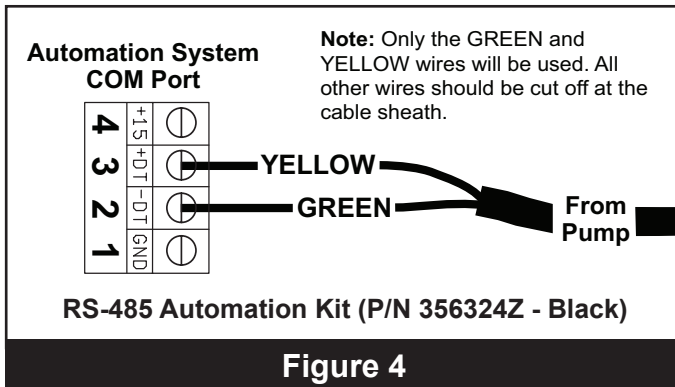 Automation System
COM Port
Note: Only the GREEN and
YELLOW wires will be used. All
other wires should be cut off at the
cable sheath.
4 +15
3 +DT
2 -DT
1 GND
YELLOW
GREEN
From
Pump
RS-485 Automation Kit (P/N 356324Z - Black)
Figure 4